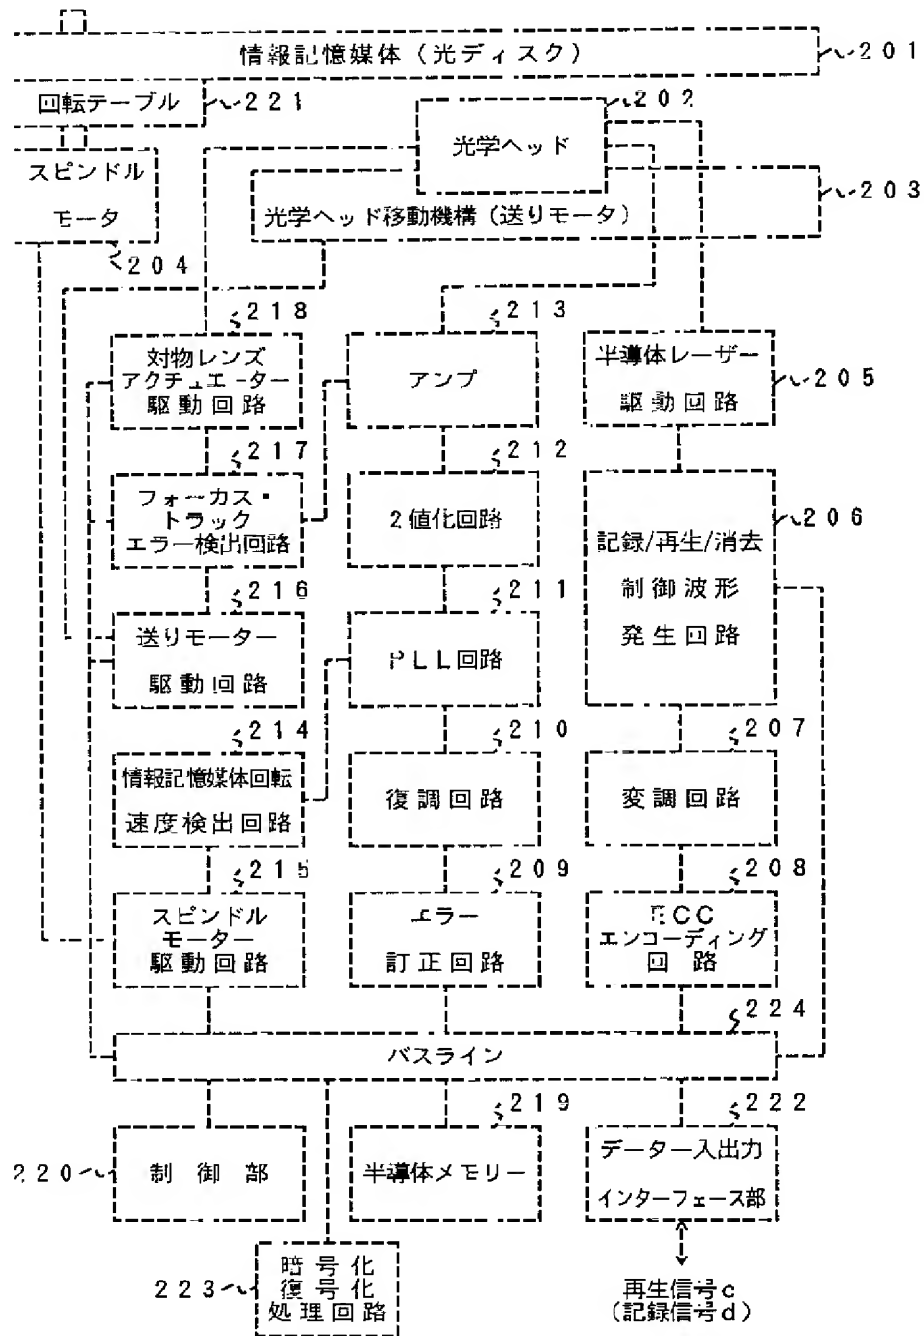 情報記憶媒体(光ディスク)
201
回転テーブル
221
202
光学ヘッド
スピンドル
モータ
204
光学ヘッド移動機構(送りモータ)
203
218
対物レンズ
アクチュエーター
駆動回路
213
アンプ
半導体レーザー
駆動回路
205
217
フォーカス・
トラック
エラー検出回路
212
2値化回路
記録/再生/消去
制御波形
発生回路
206
216
送りモーター
駆動回路
211
PLL回路
214
情報記憶媒体回転
速度検出回路
210
復調回路
207
変調回路
215
スピンドル
モーター
駆動回路
209
エラー
訂正回路
208
ECC
エンコーディング
回路
224
バスライン
220
制御部
219
半導体メモリー
222
データー入出力
インターフェース部
223
暗号化
復号化
処理回路
再生信号c
(記録信号d)